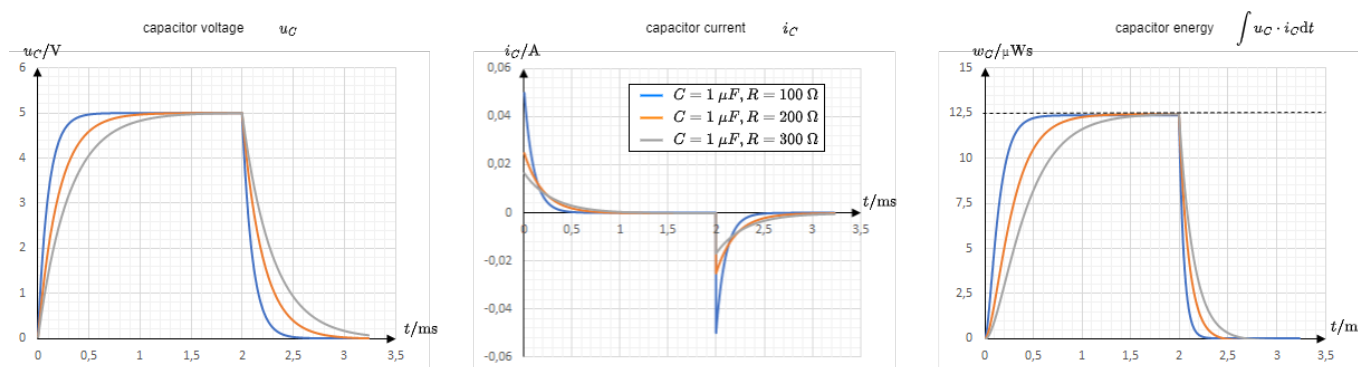 capacitor voltage u_C
u_C/V
6
5
4
3
2
1
0
0 0,5 1 1,5 2 2,5 3 3,5
t/ms
capacitor current i_C
i_C/A
0,06
0,04
0,02
0
-0,02
-0,04
-0,06
0 0,5 1 2 2,5 3 3,5
t/ms
C = 1 μF, R = 100 Ω
C = 1 μF, R = 200 Ω
C = 1 μF, R = 300 Ω
capacitor energy ∫ u_C · i_C dt
w_C/μWs
15
12,5
10
7,5
5
2,5
0
0 0,5 1 1,5 2 2,5 3 3,5
t/m